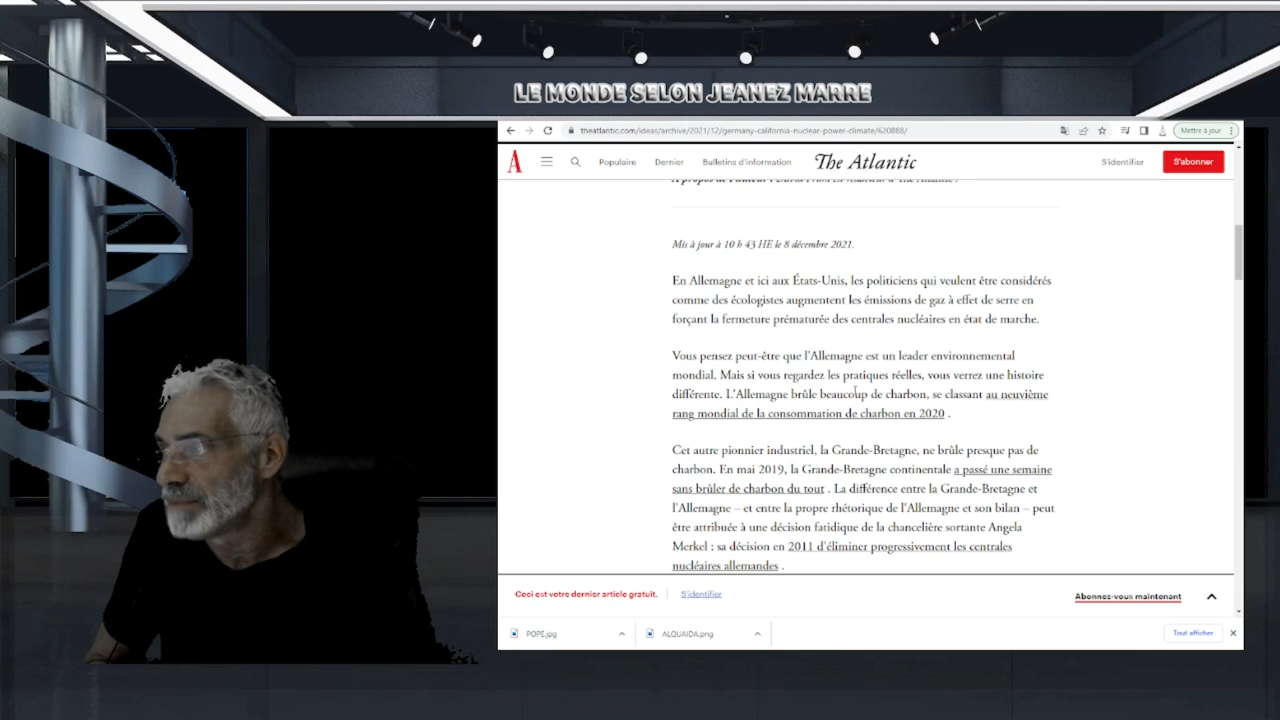 LE MONDE SELON JEANEZ MARRE
theatlantic.com/ideas/archive/2021/12/germany-california-nuclear-power-climate/620888/
Mettre à jour
A
Populaire
Dernier
Bulletins d'information
The Atlantic
S'identifier
S'abonner
À propos de l'auteur : David Frum est rédacteur à The Atlantic .
Mis à jour à 10 h 43 HE le 8 décembre 2021.
En Allemagne et ici aux États-Unis, les politiciens qui veulent être considérés
comme des écologistes augmentent les émissions de gaz à effet de serre en
forçant la fermeture prématurée des centrales nucléaires en état de marche.
Vous pensez peut-être que l'Allemagne est un leader environnemental
mondial. Mais si vous regardez les pratiques réelles, vous verrez une histoire
différente. L'Allemagne brûle beaucoup de charbon, se classant au neuvième
rang mondial de la consommation de charbon en 2020 .
Cet autre pionnier industriel, la Grande-Bretagne, ne brûle presque pas de
charbon. En mai 2019, la Grande-Bretagne continentale a passé une semaine
sans brûler de charbon du tout . La différence entre la Grande-Bretagne et
l'Allemagne – et entre la propre rhétorique de l'Allemagne et son bilan – peut
être attribuée à une décision fatidique de la chancelière sortante Angela
Merkel : sa décision en 2011 d'éliminer progressivement les centrales
nucléaires allemandes .
Ceci est votre dernier article gratuit.
S'identifier
Abonnez-vous maintenant
POPE.jpg
ALQUAIDA.png
Tout afficher